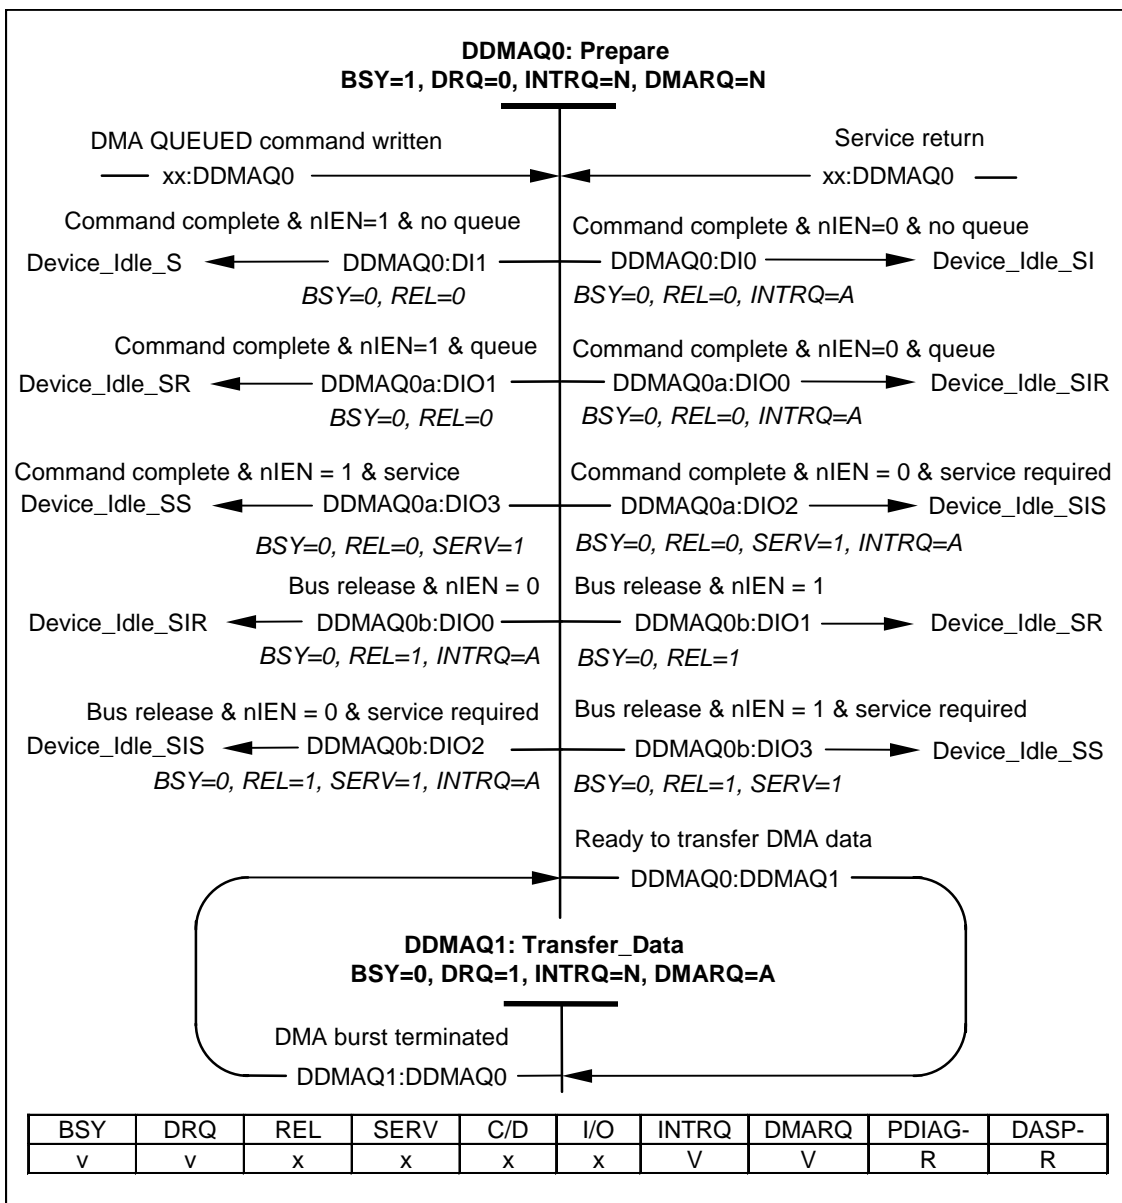 DDMAQ0: Prepare
BSY=1, DRQ=0, INTRQ=N, DMARQ=N
DMA QUEUED command written
Service return
xx:DDMAQ0
xx:DDMAQ0
Command complete & nIEN=1 & no queue
Command complete & nIEN=0 & no queue
Device_Idle_S DDMAQ0:DI1
DDMAQ0:DI0 Device_Idle_SI
BSY=0, REL=0
BSY=0, REL=0, INTRQ=A
Command complete & nIEN=1 & queue
Command complete & nIEN=0 & queue
Device_Idle_SR DDMAQ0a:DIO1
DDMAQ0a:DIO0 Device_Idle_SIR
BSY=0, REL=0
BSY=0, REL=0, INTRQ=A
Command complete & nIEN = 1 & service
Command complete & nIEN = 0 & service required
Device_Idle_SS DDMAQ0a:DIO3
DDMAQ0a:DIO2 Device_Idle_SIS
BSY=0, REL=0, SERV=1
BSY=0, REL=0, SERV=1, INTRQ=A
Bus release & nIEN = 0
Bus release & nIEN = 1
Device_Idle_SIR DDMAQ0b:DIO0
DDMAQ0b:DIO1 Device_Idle_SR
BSY=0, REL=1, INTRQ=A
BSY=0, REL=1
Bus release & nIEN = 0 & service required
Bus release & nIEN = 1 & service required
Device_Idle_SIS DDMAQ0b:DIO2
DDMAQ0b:DIO3 Device_Idle_SS
BSY=0, REL=1, SERV=1, INTRQ=A
BSY=0, REL=1, SERV=1
Ready to transfer DMA data
DDMAQ0:DDMAQ1
DDMAQ1: Transfer_Data
BSY=0, DRQ=1, INTRQ=N, DMARQ=A
DMA burst terminated
DDMAQ1:DDMAQ0
BSY DRQ REL SERV C/D I/O INTRQ DMARQ PDIAG- DASP-
v v x x x x V V R R